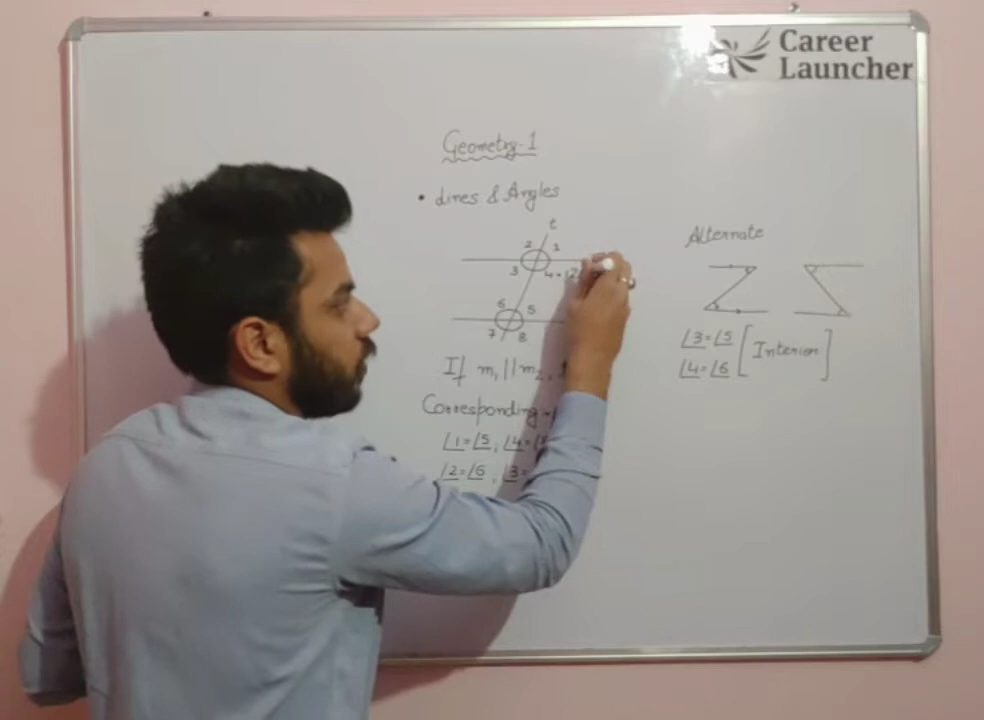 Career
Launcher
Geometry-1
• Lines & Angles
t
2 1
3 4
6 5
7 8
If m₁ || m₂,
Corresponding
∠1=∠5, ∠4=
∠2=∠6, ∠3=
Alternate
∠3=∠5
∠4=∠6 [Interior]